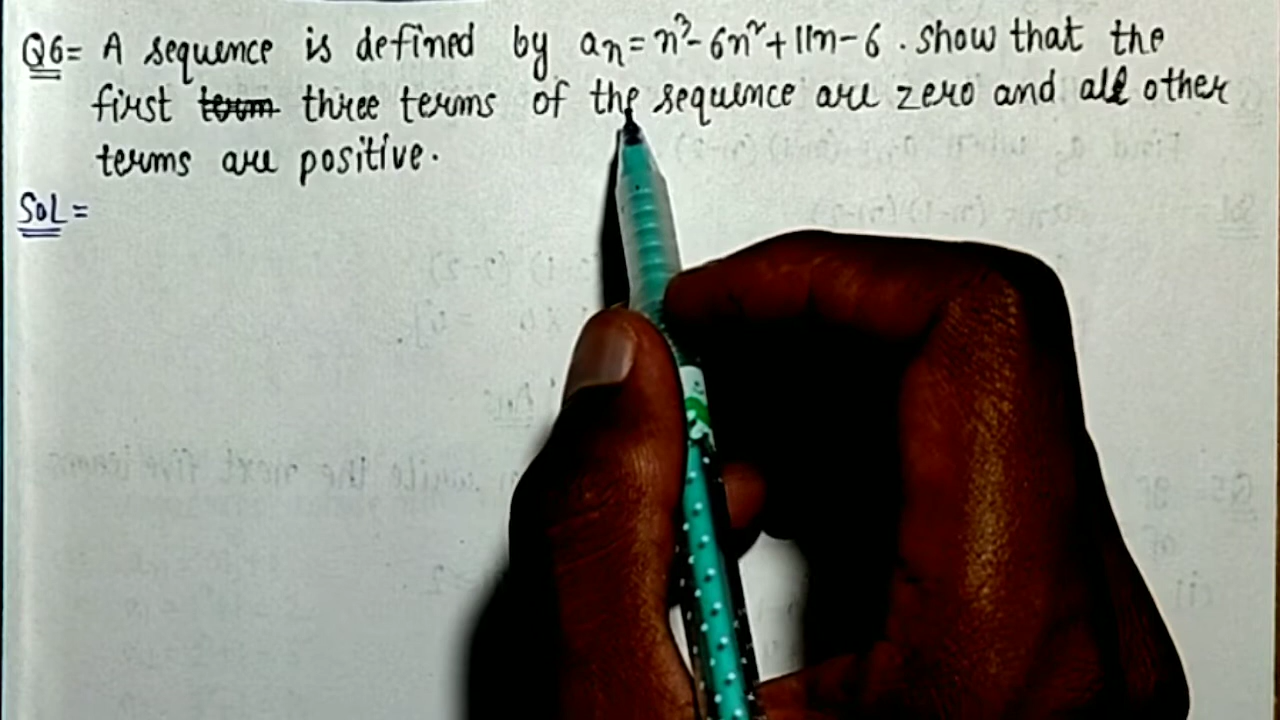 Q6= A sequence is defined by aₙ = n³-6n²+11n-6. show that the
first term three terms of the sequence are zero and all other
terms are positive.
SOL=